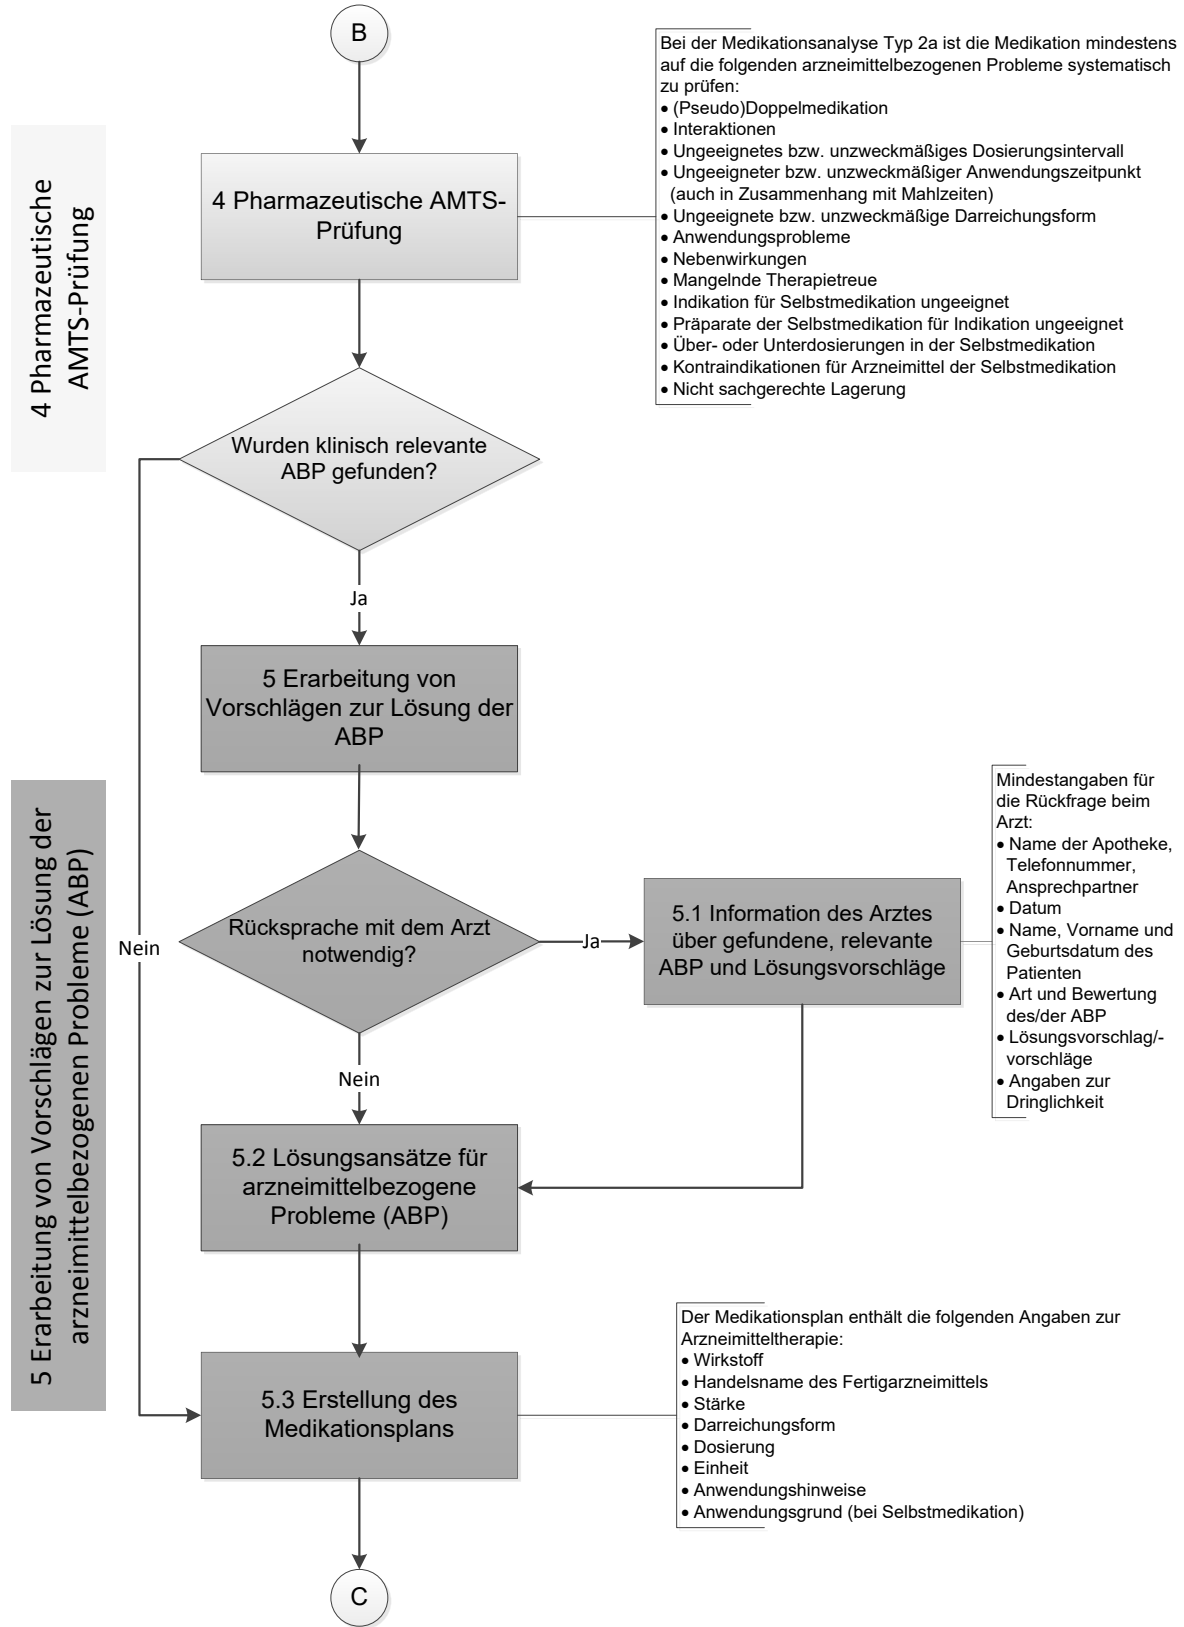 B
Bei der Medikationsanalyse Typ 2a ist die Medikation mindestens
auf die folgenden arzneimittelbezogenen Probleme systematisch
zu prüfen:
• (Pseudo)Doppelmedikation
• Interaktionen
• Ungeeignetes bzw. unzweckmäßiges Dosierungsintervall
• Ungeeigneter bzw. unzweckmäßiger Anwendungszeitpunkt
(auch in Zusammenhang mit Mahlzeiten)
• Ungeeignete bzw. unzweckmäßige Darreichungsform
• Anwendungsprobleme
• Nebenwirkungen
• Mangelnde Therapietreue
• Indikation für Selbstmedikation ungeeignet
• Präparate der Selbstmedikation für Indikation ungeeignet
• Über- oder Unterdosierungen in der Selbstmedikation
• Kontraindikationen für Arzneimittel der Selbstmedikation
• Nicht sachgerechte Lagerung
4 Pharmazeutische
AMTS-Prüfung
4 Pharmazeutische AMTS-
Prüfung
Wurden klinisch relevante
ABP gefunden?
Ja
5 Erarbeitung von
Vorschlägen zur Lösung der
ABP
5 Erarbeitung von Vorschlägen zur Lösung der
arzneimittelbezogenen Probleme (ABP)
Nein
Rücksprache mit dem Arzt
notwendig?
Ja
5.1 Information des Arztes
über gefundene, relevante
ABP und Lösungsvorschläge
Mindestangaben für
die Rückfrage beim
Arzt:
• Name der Apotheke,
Telefonnummer,
Ansprechpartner
• Datum
• Name, Vorname und
Geburtsdatum des
Patienten
• Art und Bewertung
des/der ABP
• Lösungsvorschlag/-
vorschläge
• Angaben zur
Dringlichkeit
Nein
5.2 Lösungsansätze für
arzneimittelbezogene
Probleme (ABP)
5.3 Erstellung des
Medikationsplans
Der Medikationsplan enthält die folgenden Angaben zur
Arzneimitteltherapie:
• Wirkstoff
• Handelsname des Fertigarzneimittels
• Stärke
• Darreichungsform
• Dosierung
• Einheit
• Anwendungshinweise
• Anwendungsgrund (bei Selbstmedikation)
C